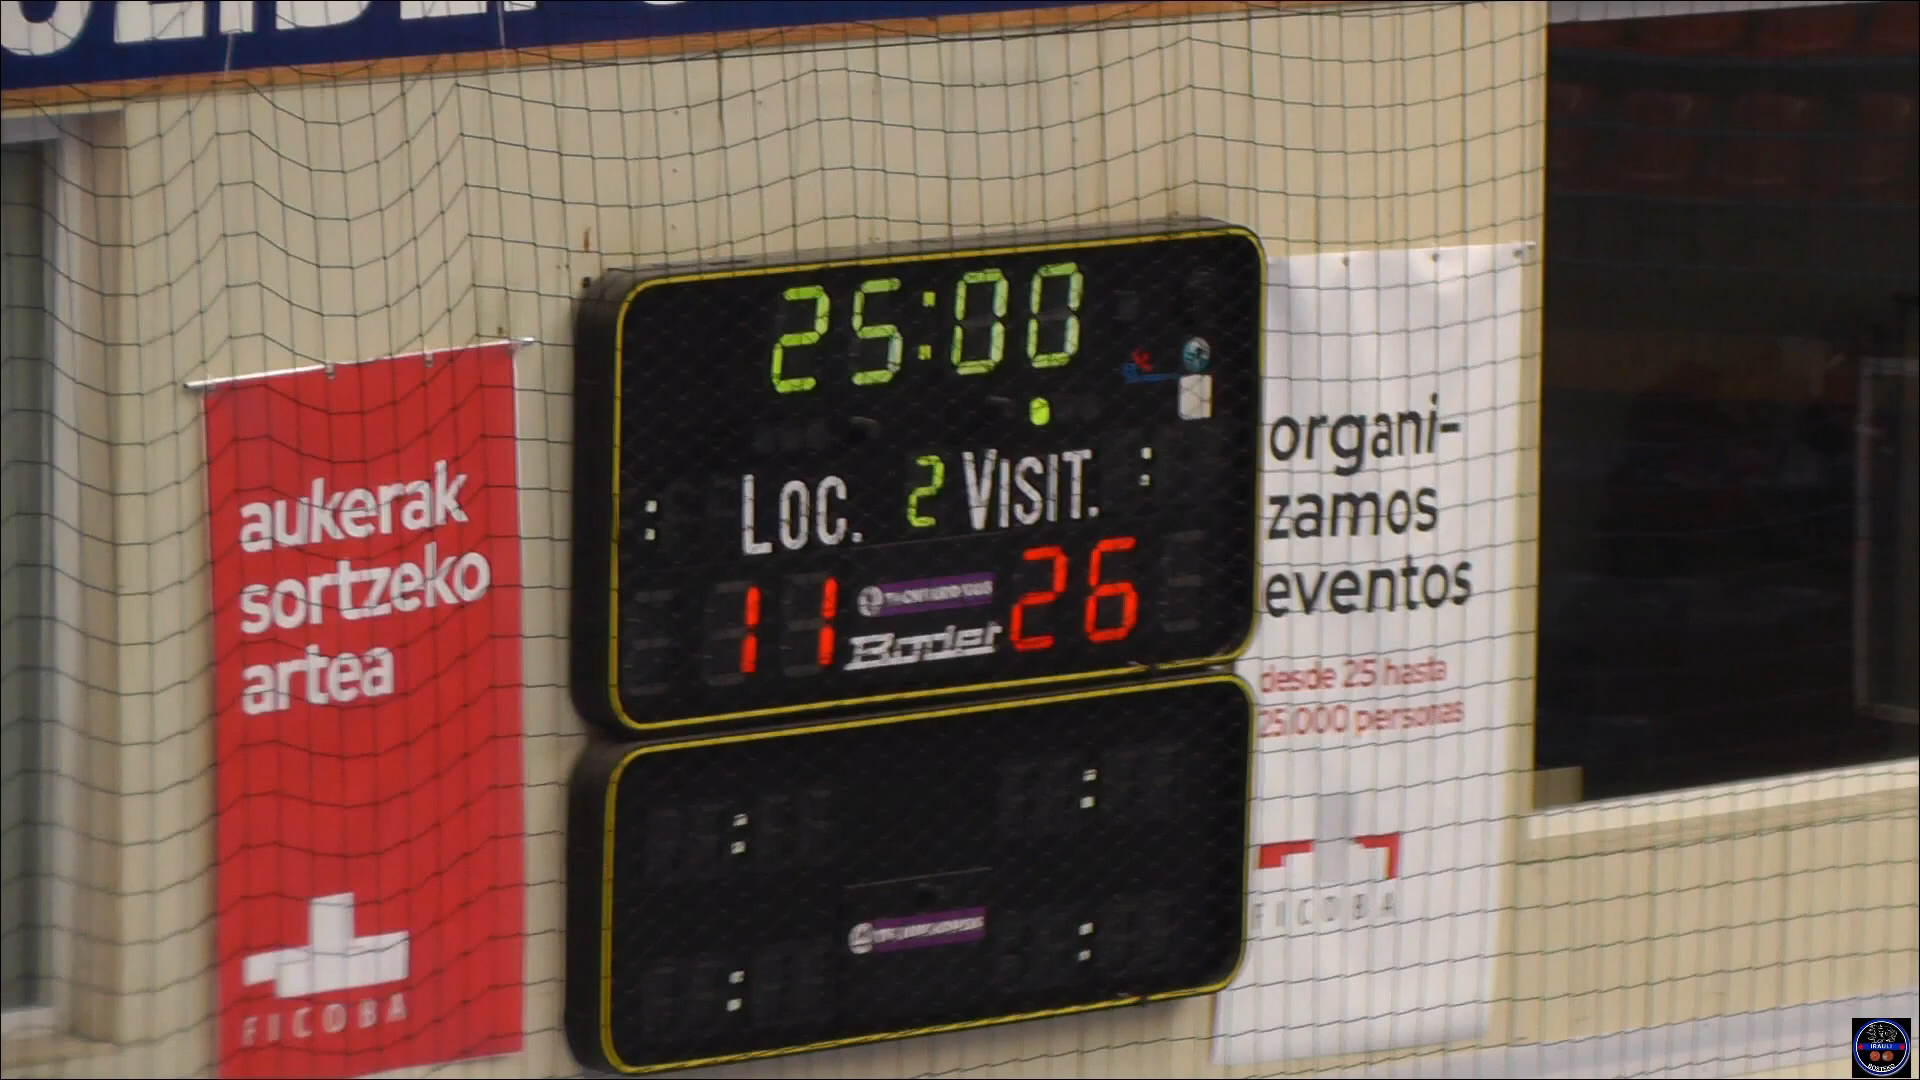 25:00
LOC. 2 VISIT.
11 26
Bodet
aukerak
sortzeko
artea
FICOBA
organi-
zamos
eventos
desde 25 hasta
25.000 personas
FICOBA
IRAULI